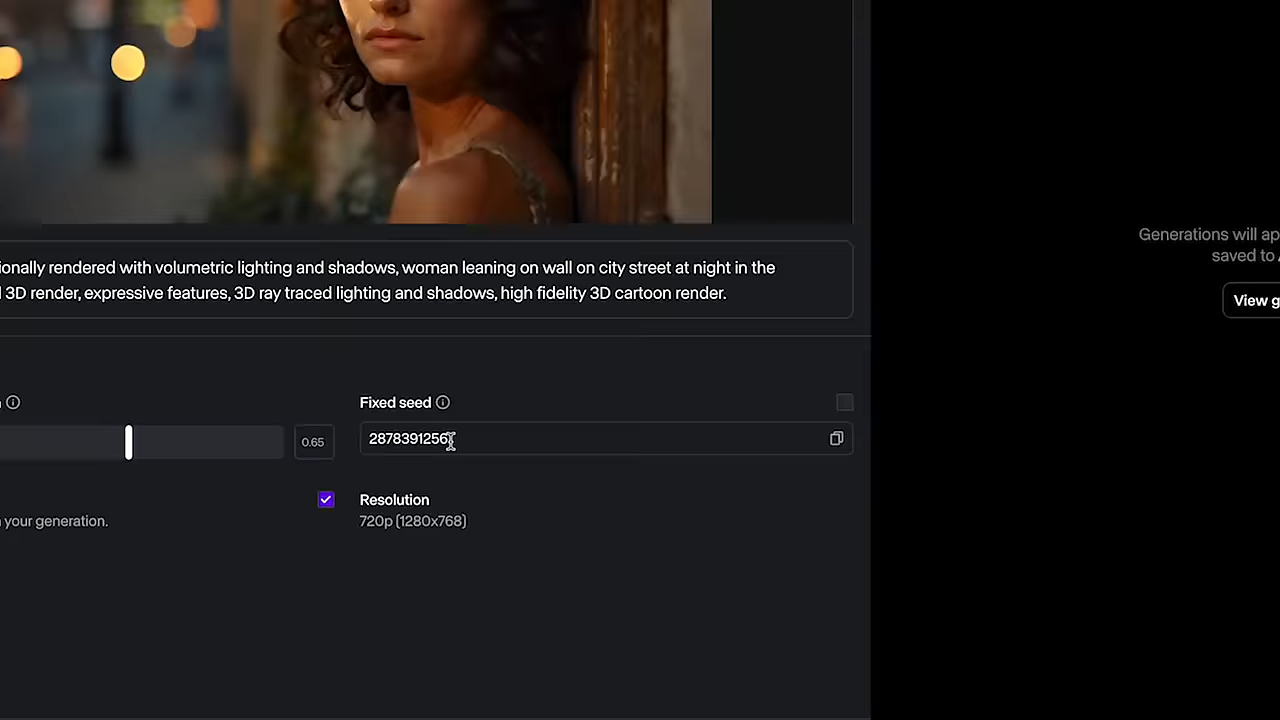 ionally rendered with volumetric lighting and shadows, woman leaning on wall on city street at night in the
3D render, expressive features, 3D ray traced lighting and shadows, high fidelity 3D cartoon render.
Generations will ap
saved to
View g
Fixed seed
0.65
2878391256
Resolution
your generation.
720p (1280x768)